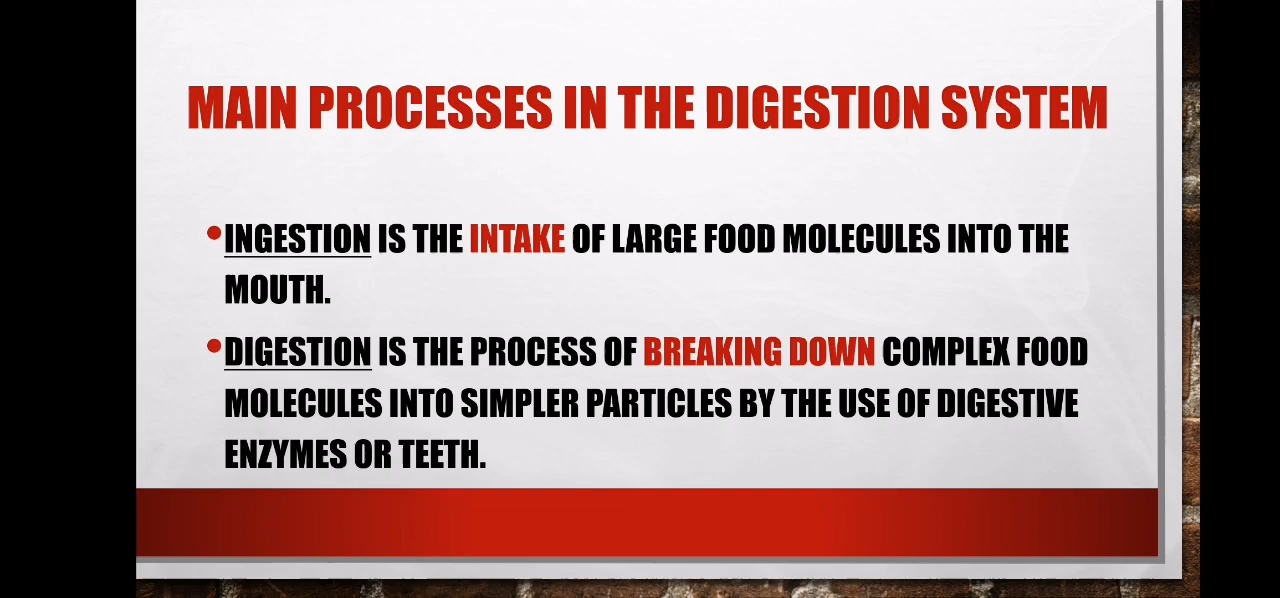 MAIN PROCESSES IN THE DIGESTION SYSTEM
•INGESTION IS THE INTAKE OF LARGE FOOD MOLECULES INTO THE
MOUTH.
•DIGESTION IS THE PROCESS OF BREAKING DOWN COMPLEX FOOD
MOLECULES INTO SIMPLER PARTICLES BY THE USE OF DIGESTIVE
ENZYMES OR TEETH.